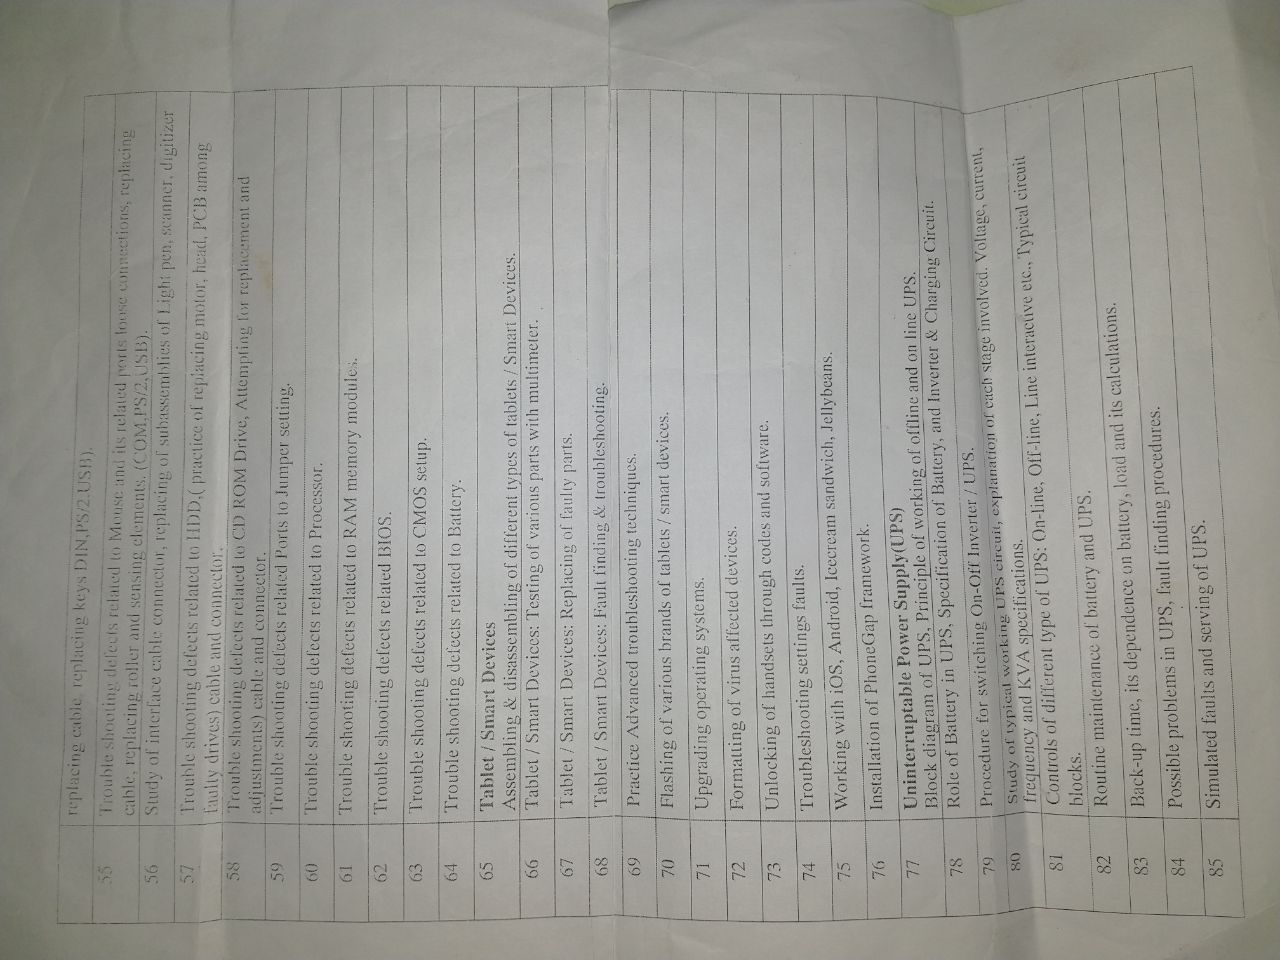 replacing cable, replacing keys DIN,PS/2,USB).
55 Trouble shooting defects related to Mouse and its related ports loose connections, replacing
cable, replacing roller and sensing elements, (COM,PS/2,USB).
56 Study of Interface cable connector, replacing of subassemblies of Light pen, scanner, digitizer
57 Trouble shooting defects related to HDD,( practice of replacing motor, head, PCB among
faulty drives) cable and connector.
58 Trouble shooting defects related to CD ROM Drive, Attempting for replacement and
adjustments) cable and connector.
59 Trouble shooting defects related Ports to Jumper setting.
60 Trouble shooting defects related to Processor.
61 Trouble shooting defects related to RAM memory modules.
62 Trouble shooting defects related BIOS.
63 Trouble shooting defects related to CMOS setup.
64 Trouble shooting defects related to Battery.
65 Tablet / Smart Devices
Assembling & disassembling of different types of tablets / Smart Devices.
66 Tablet / Smart Devices: Testing of various parts with multimeter.
67 Tablet / Smart Devices: Replacing of faulty parts.
68 Tablet / Smart Devices: Fault finding & troubleshooting.
69 Practice Advanced troubleshooting techniques.
70 Flashing of various brands of tablets / smart devices.
71 Upgrading operating systems.
72 Formatting of virus affected devices.
73 Unlocking of handsets through codes and software.
74 Troubleshooting settings faults.
75 Working with iOS, Android, Icecream sandwich, Jellybeans.
76 Installation of PhoneGap framework.
77 Uninterruptable Power Supply(UPS)
Block diagram of UPS, Principle of working of offline and on line UPS.
78 Role of Battery in UPS, Specification of Battery, and Inverter & Charging Circuit.
79 Procedure for switching On-Off Inverter / UPS.
80 Study of typical working UPS circuit, explanation of each stage involved. Voltage, current,
frequency and KVA specifications.
81 Controls of different type of UPS: On-line, Off-line, Line interactive etc., Typical circuit
blocks.
82 Routine maintenance of battery and UPS.
83 Back-up time, its dependence on battery, load and its calculations.
84 Possible problems in UPS, fault finding procedures.
85 Simulated faults and serving of UPS.